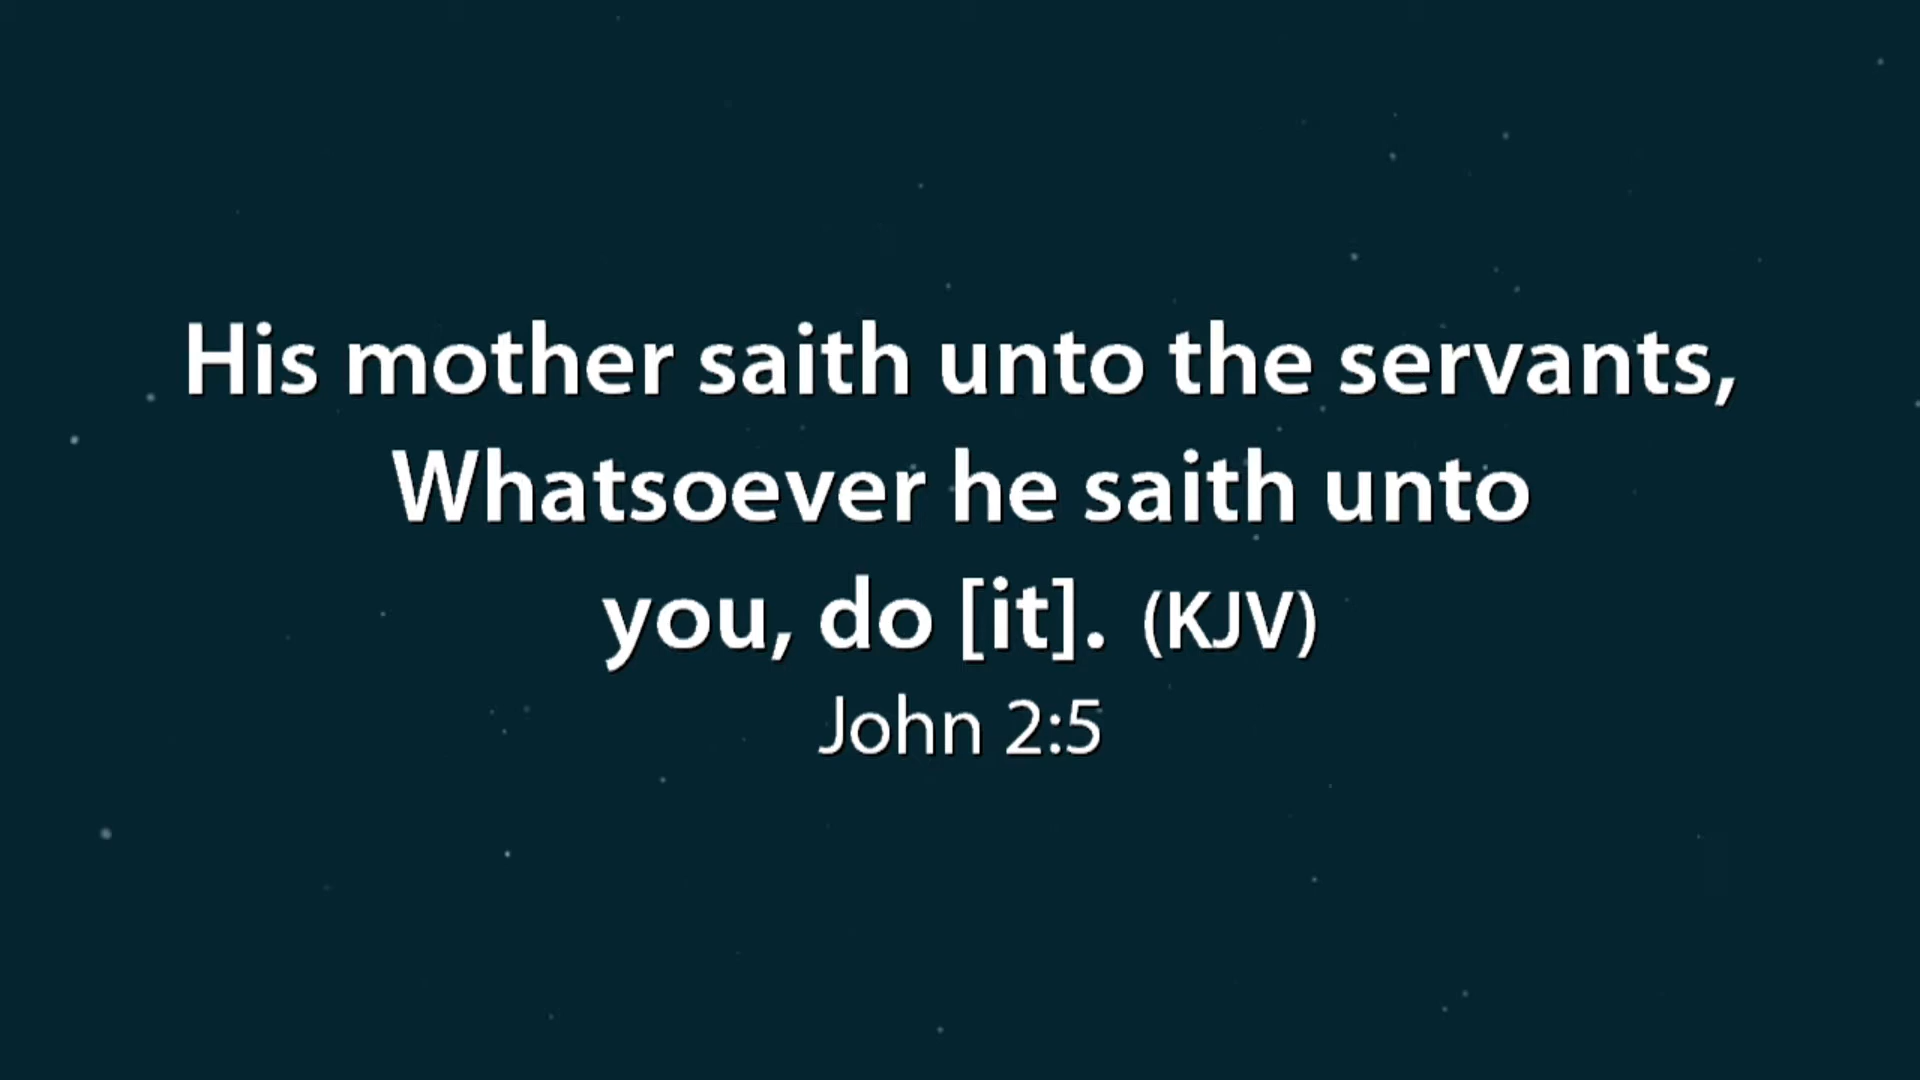 His mother saith unto the servants,
Whatsoever he saith unto
you, do [it]. (KJV)
John 2:5